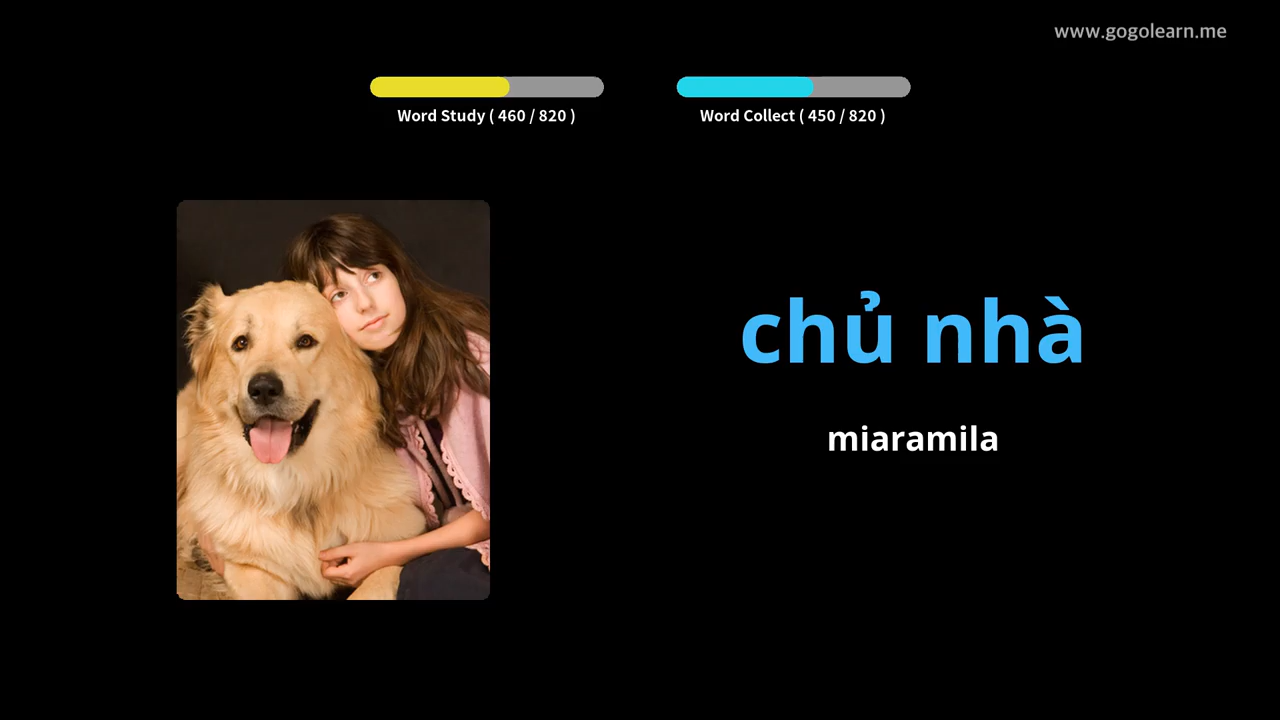 www.gogolearn.me
Word Study ( 460 / 820 )
Word Collect ( 450 / 820 )
chủ nhà
miaramila